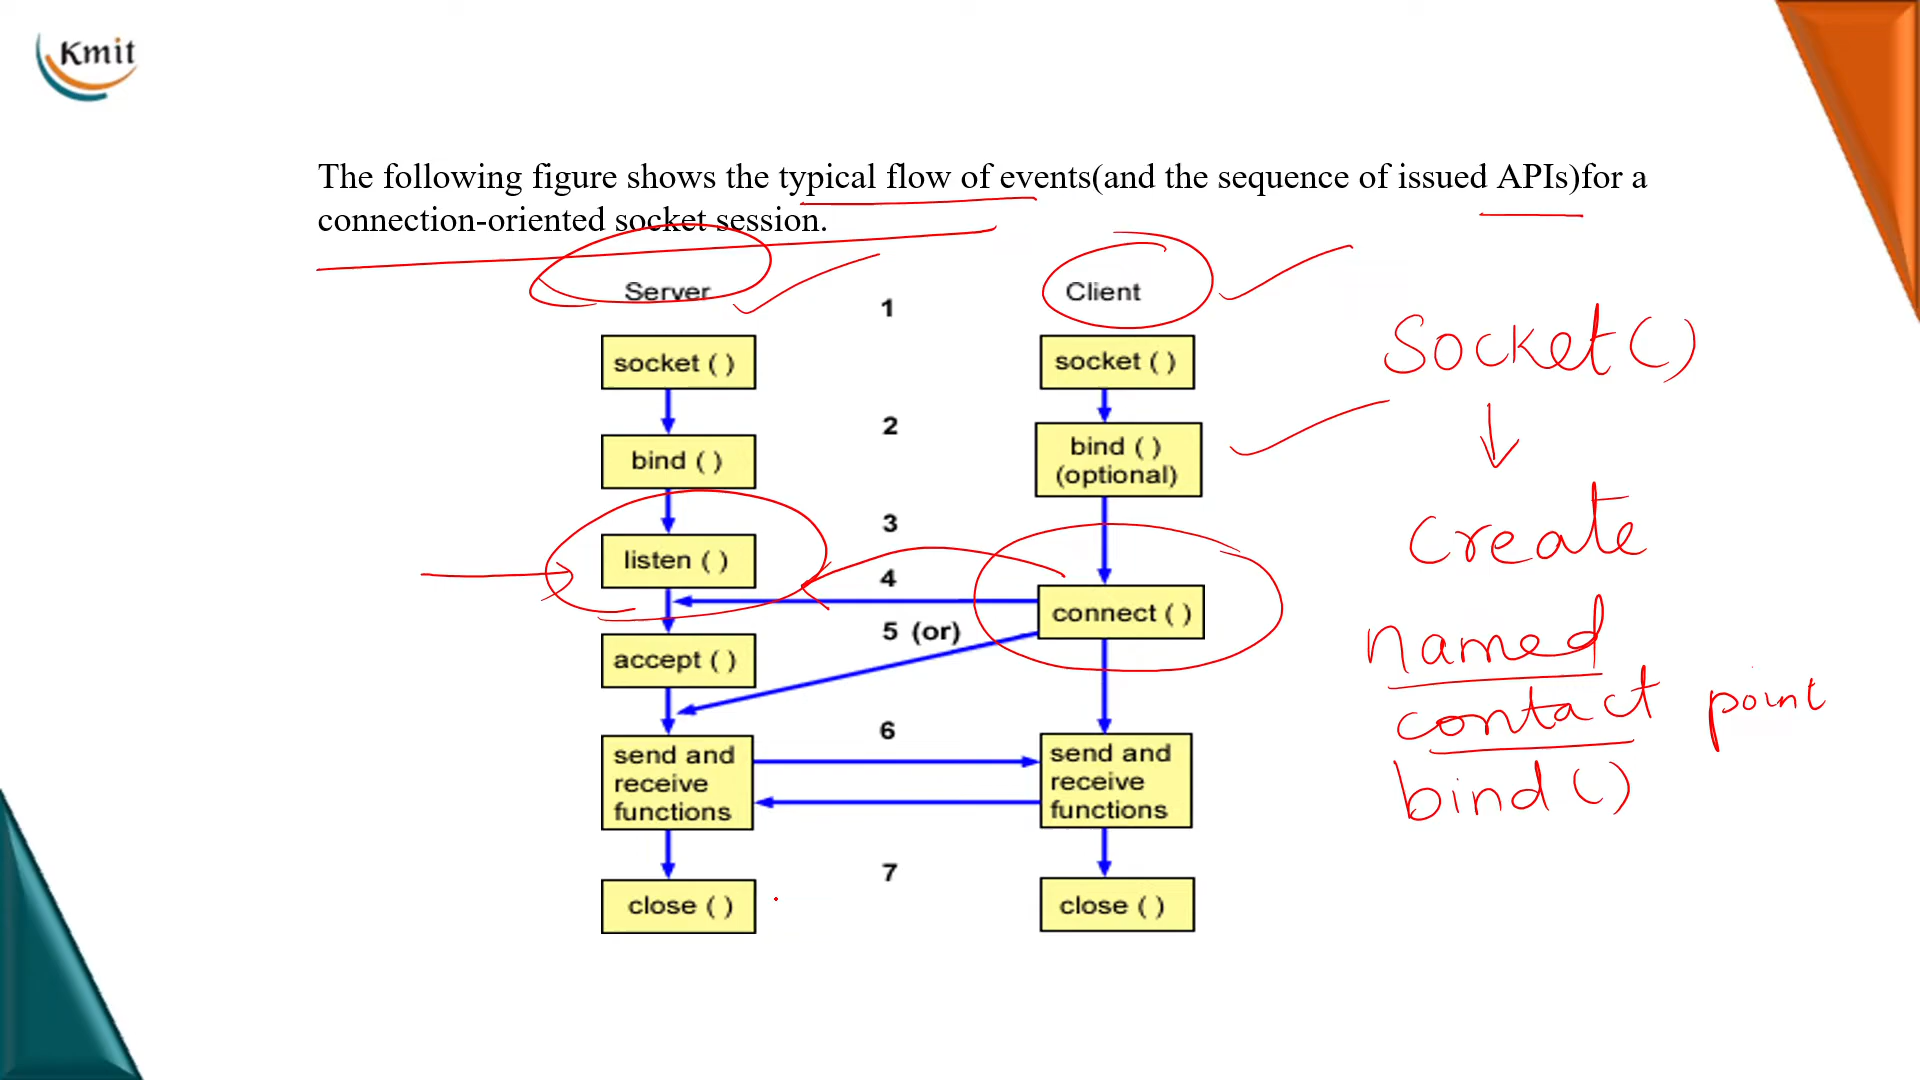 Kmit
The following figure shows the typical flow of events(and the sequence of issued APIs)for a
connection-oriented socket session.
Server
Client
1
socket ( )
socket ( )
2
bind ( )
bind ( )
(optional)
3
listen ( )
4
connect ( )
5 (or)
accept ( )
6
send and
receive
functions
send and
receive
functions
7
close ( )
close ( )
Socket()
create
named
contact point
bind()